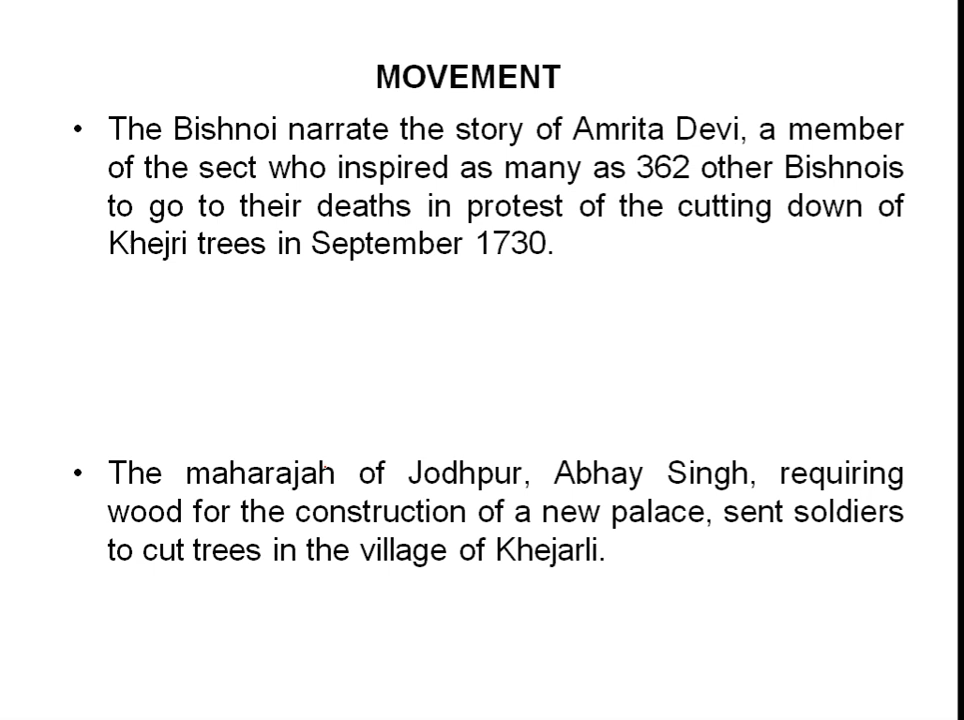 MOVEMENT
• The Bishnoi narrate the story of Amrita Devi, a member
of the sect who inspired as many as 362 other Bishnois
to go to their deaths in protest of the cutting down of
Khejri trees in September 1730.
• The maharajah of Jodhpur, Abhay Singh, requiring
wood for the construction of a new palace, sent soldiers
to cut trees in the village of Khejarli.